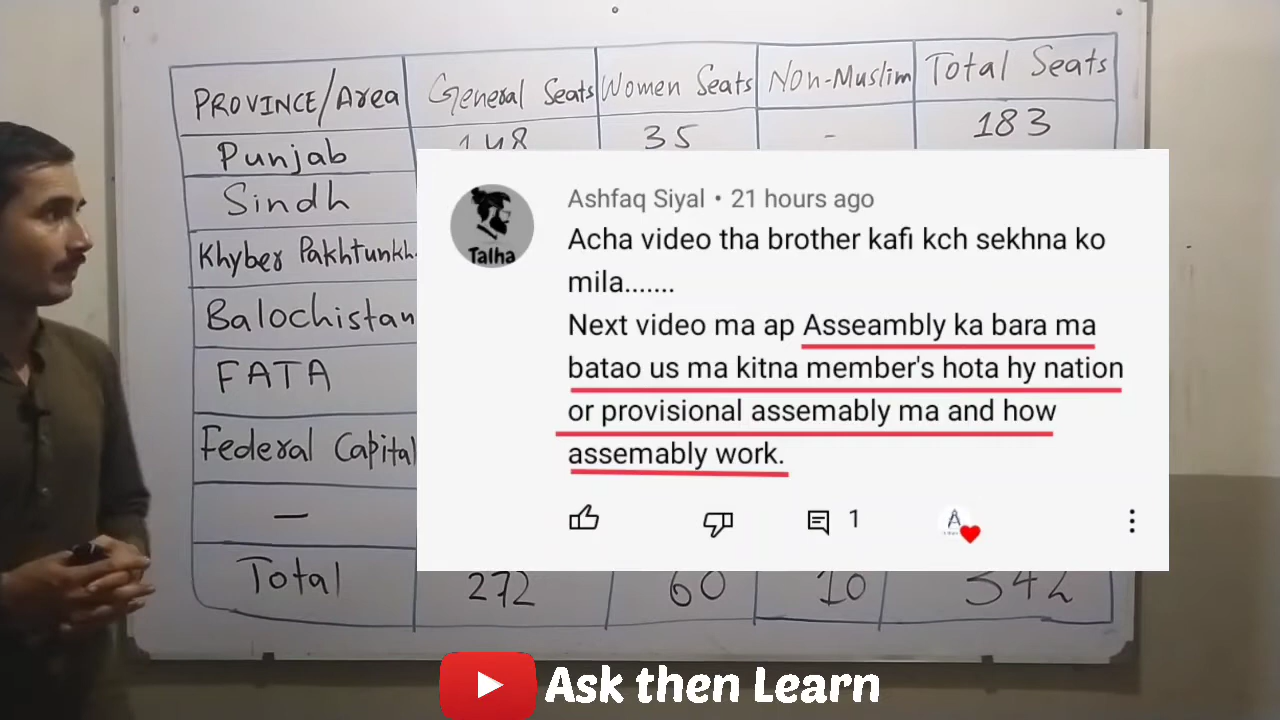 PROVINCE/Area General Seats Women Seats Non-Muslim Total Seats
Punjab 148 35 - 183
Sindh
Khyber Pakhtunkh
Balochistan
FATA
Federal Capital
—
Total 272 60 10 342
Talha
Ashfaq Siyal • 21 hours ago
Acha video tha brother kafi kch sekhna ko
mila.......
Next video ma ap Asseambly ka bara ma
batao us ma kitna member's hota hy nation
or provisional assemably ma and how
assemably work.
1
Ask then Learn